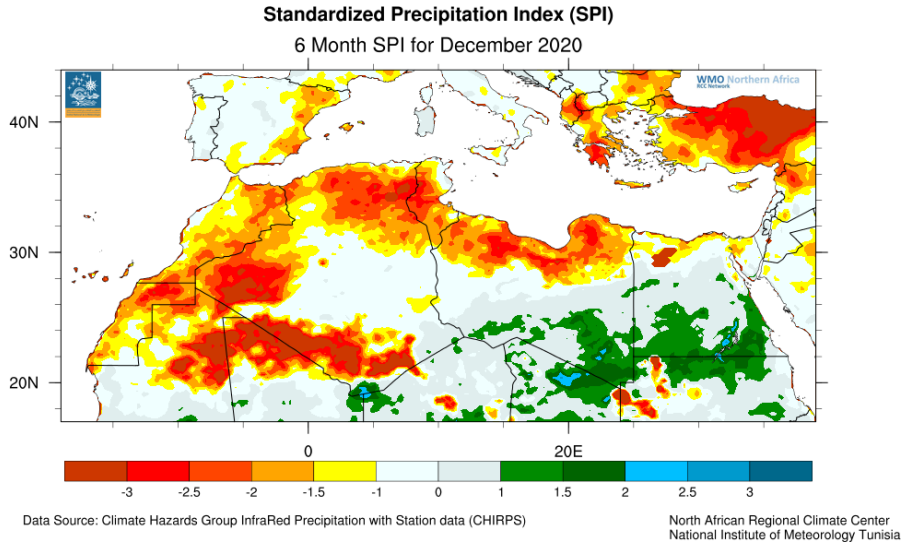 Standardized Precipitation Index (SPI)
6 Month SPI for December 2020
WMO Northern Africa
NCC Network
40N
30N
20N
0
20E
-3
-2.5
-2
-1.5
-1
0
1
1.5
2
2.5
3
Data Source: Climate Hazards Group InfraRed Precipitation with Station data (CHIRPS)
North African Regional Climate Center
National Institute of Meteorology Tunisia